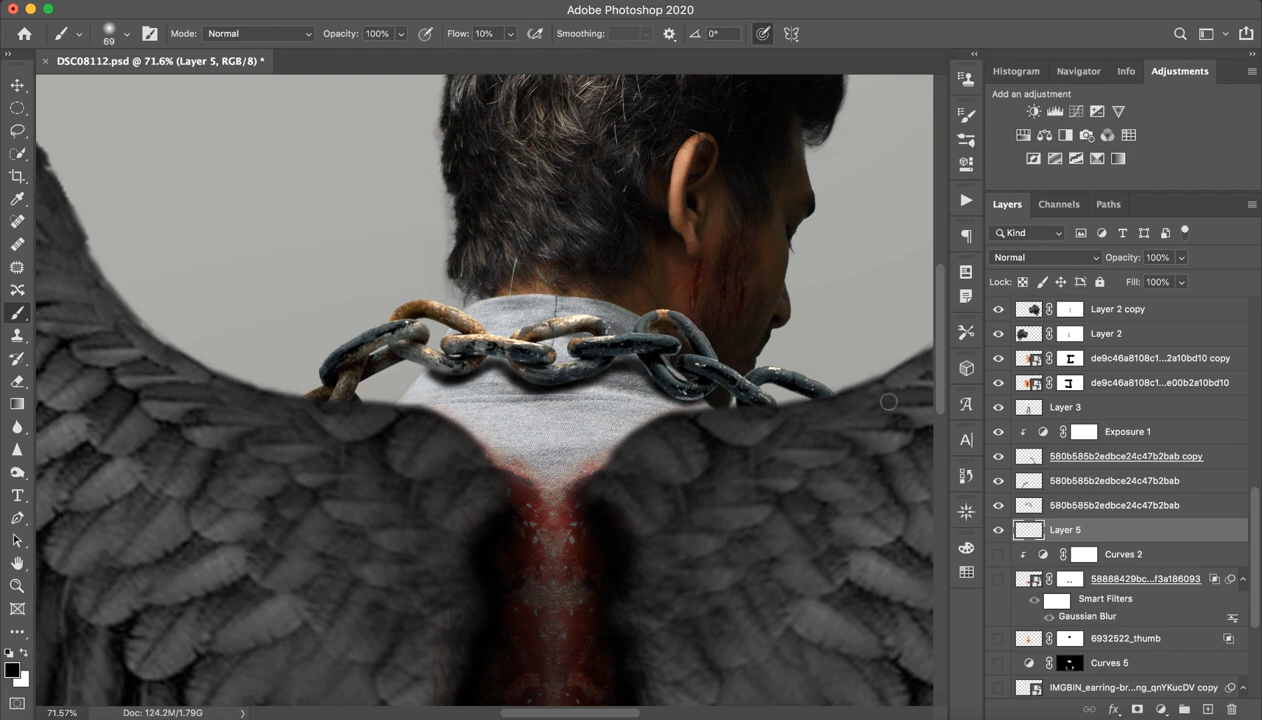 Adobe Photoshop 2020
69
Mode: Normal
Opacity: 100%
Flow: 10%
Smoothing:
0°
DSC08112.psd @ 71.6% (Layer 5, RGB/8) *
Histogram
Navigator
Info
Adjustments
Add an adjustment
Layers
Channels
Paths
Kind
Normal
Opacity: 100%
Lock:
Fill: 100%
Layer 2 copy
Layer 2
de9c46a8108c1...2a10bd10 copy
de9c46a8108c1...e00b2a10bd10
Layer 3
Exposure 1
580b585b2edbce24c47b2bab copy
580b585b2edbce24c47b2bab
580b585b2edbce24c47b2bab
Layer 5
Curves 2
58888429bc...f3a186093
Smart Filters
Gaussian Blur
6932522_thumb
Curves 5
IMGBIN_earring-br...ng_qnYKucDV copy
71.57%
Doc: 124.2M/1.79G